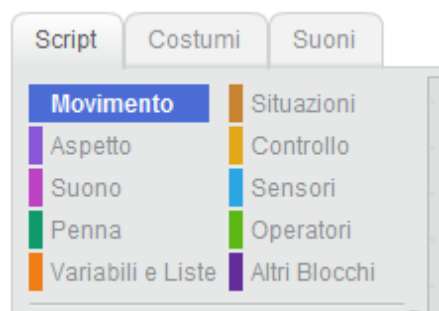 Script Costumi Suoni
Movimento Situazioni
Aspetto Controllo
Suono Sensori
Penna Operatori
Variabili e Liste Altri Blocchi